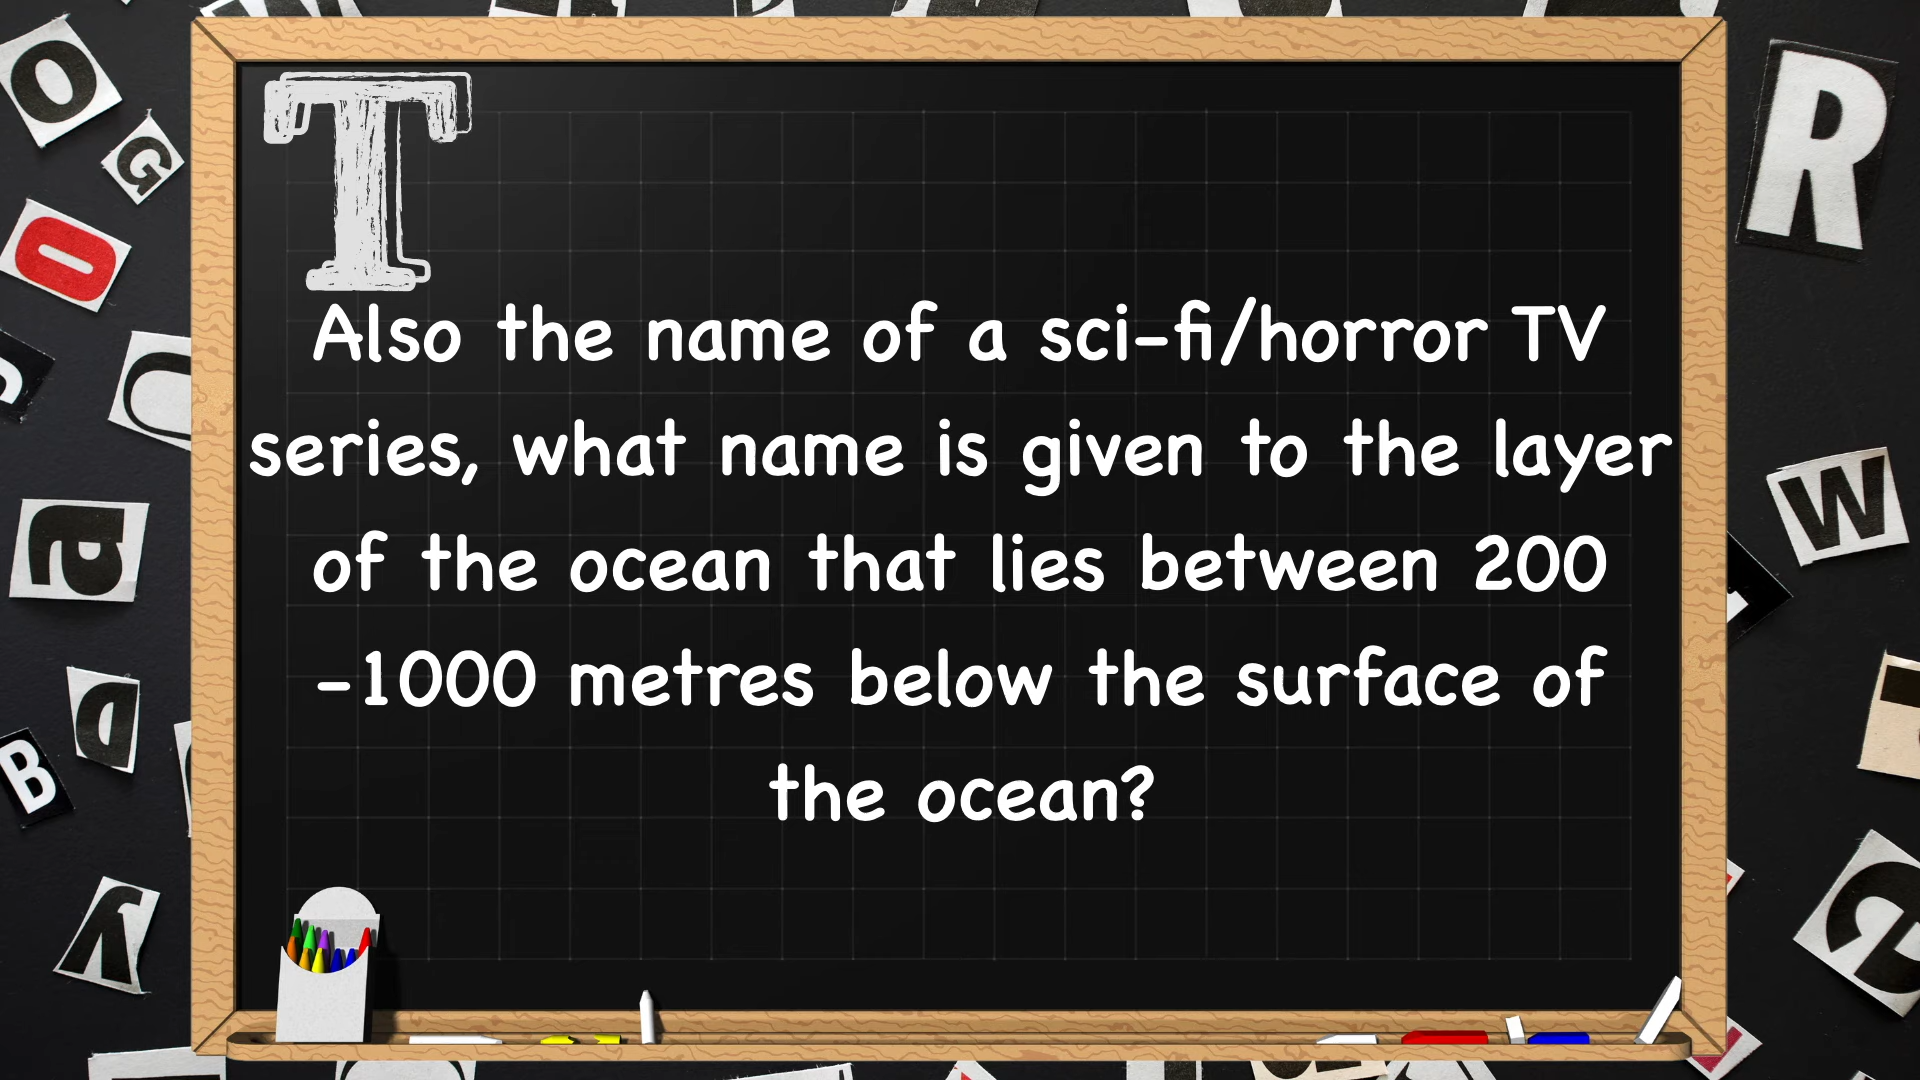 T
Also the name of a sci-fi/horror TV
series, what name is given to the layer
of the ocean that lies between 200
-1000 metres below the surface of
the ocean?
O
G
O
a
D
B
y
R
W
e